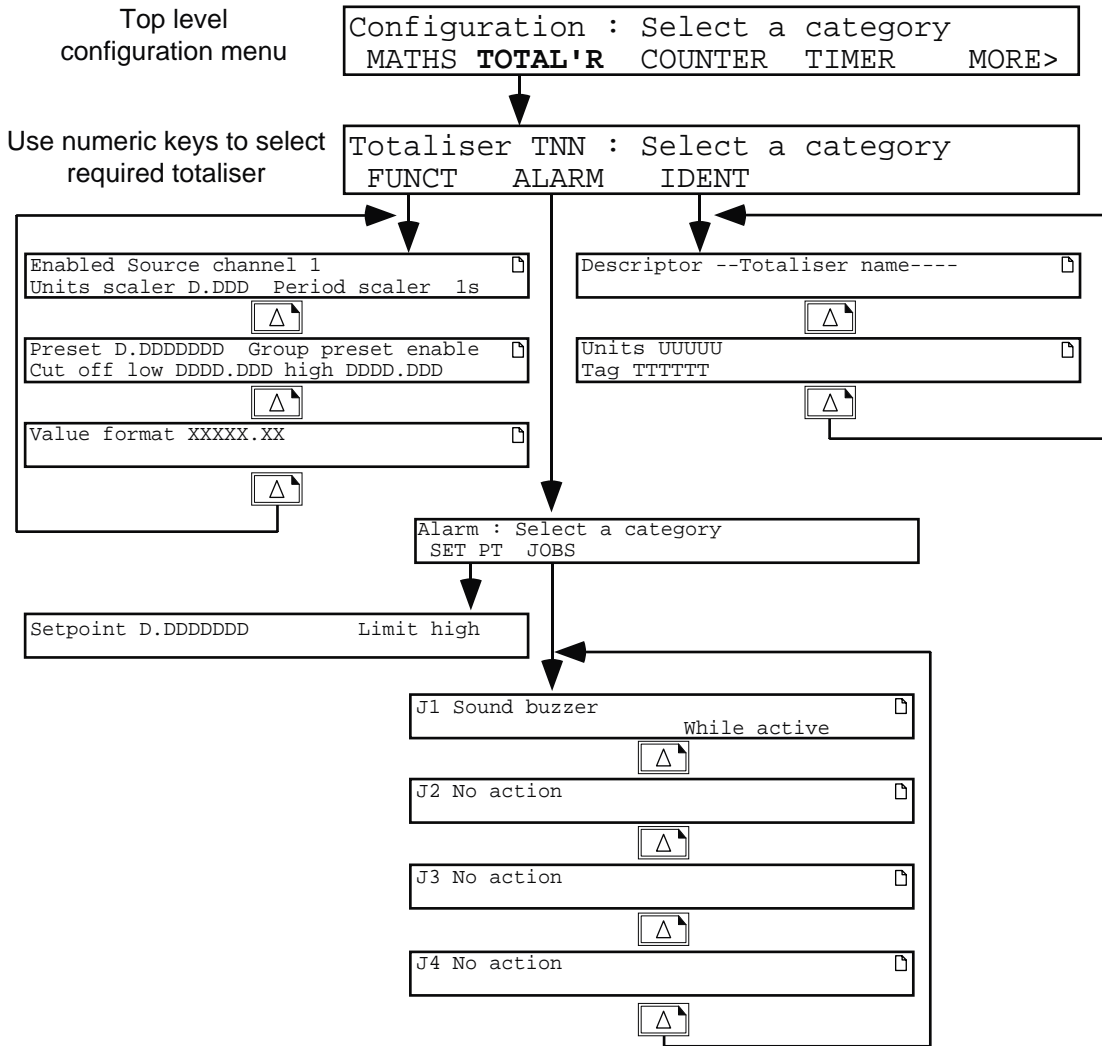 Top level
configuration menu
Configuration : Select a category
MATHS TOTAL'R COUNTER TIMER MORE>
Use numeric keys to select
required totaliser
Totaliser TNN : Select a category
FUNCT ALARM IDENT
Enabled Source channel 1
Units scaler D.DDD Period scaler 1s
Preset D.DDDDDDD Group preset enable
Cut off low DDDD.DDD high DDDD.DDD
Value format XXXXX.XX
Descriptor --Totaliser name----
Units UUUUU
Tag TTTTTT
Alarm : Select a category
SET PT JOBS
Setpoint D.DDDDDDD Limit high
J1 Sound buzzer
While active
J2 No action
J3 No action
J4 No action